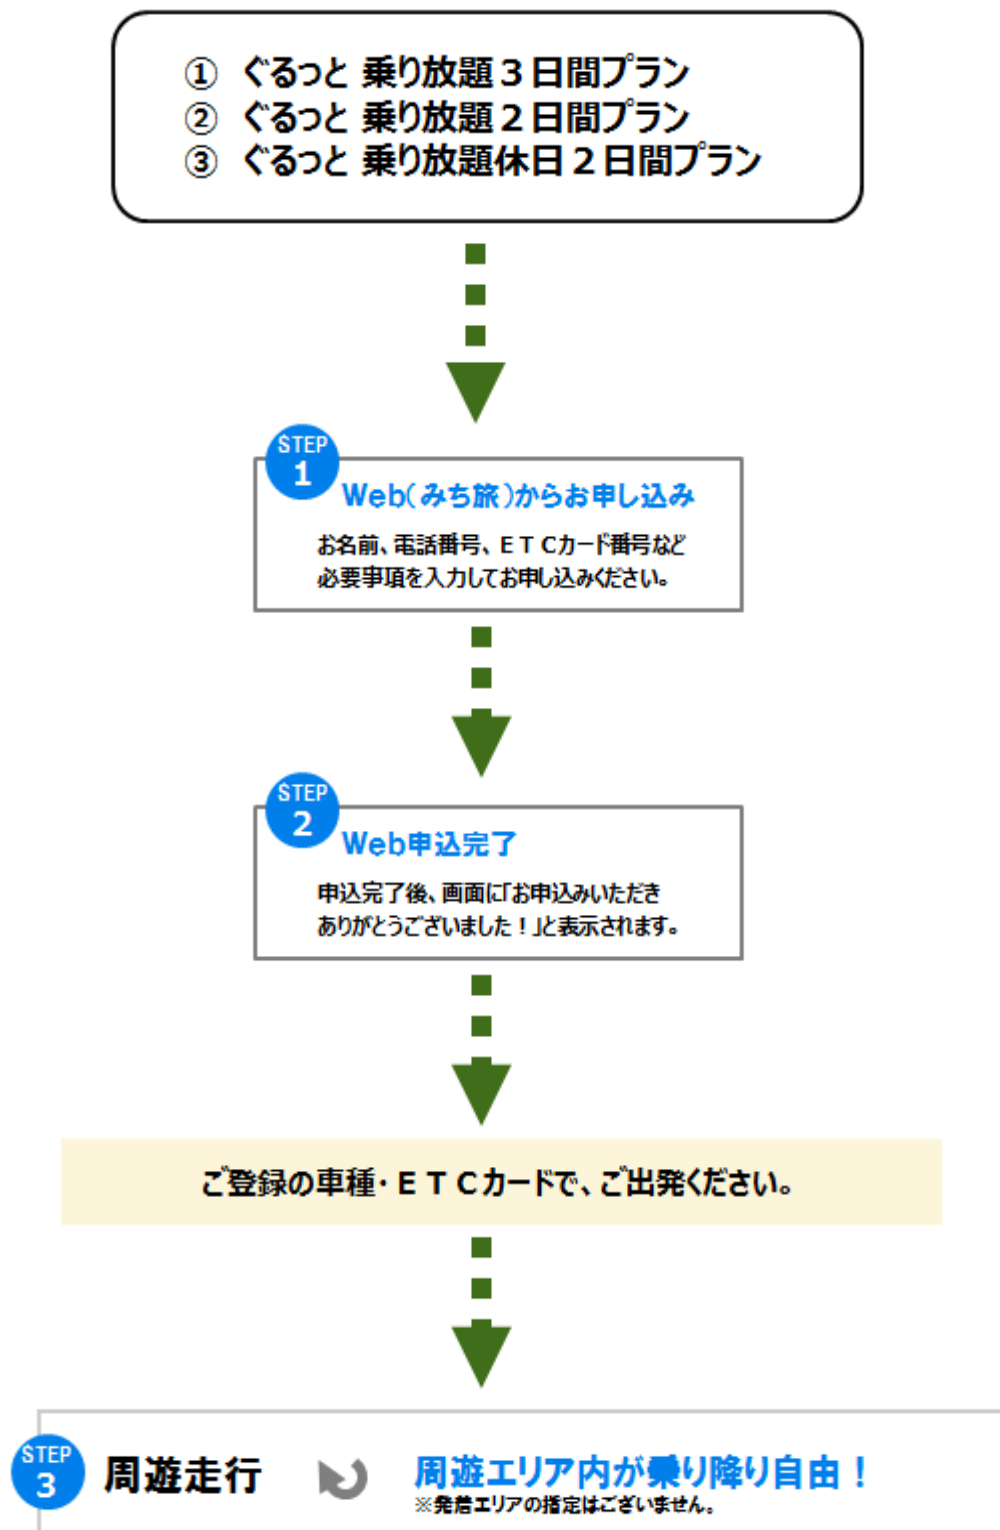 ① ぐるっと 乗り放題３日間プラン
② ぐるっと 乗り放題２日間プラン
③ ぐるっと 乗り放題休日２日間プラン
STEP
1
Web(みち旅)からお申し込み
お名前、電話番号、ＥＴＣカード番号など
必要事項を入力してお申し込みください。
STEP
2
Web申込完了
申込完了後、画面に「お申込みいただき
ありがとうございました！」と表示されます。
ご登録の車種・ＥＴＣカードで、ご出発ください。
STEP
3
周遊走行
周遊エリア内が乗り降り自由！
※発着エリアの指定はございません。